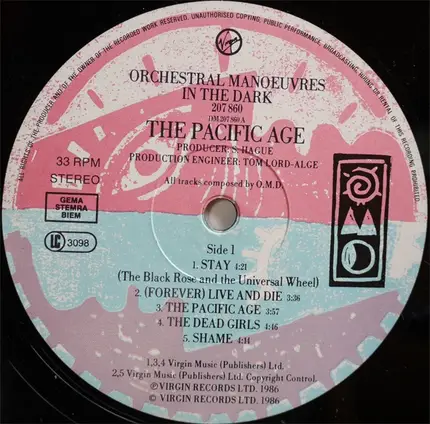 ALL RIGHTS OF THE PRODUCER AND OF THE OWNER OF THE RECORDED WORK RESERVED. UNAUTHORISED COPYING, PUBLIC PERFORMANCE, BROADCASTING, HIRING OR RENTAL OF THIS RECORDING PROHIBITED.
Virgin
ORCHESTRAL MANOEUVRES
IN THE DARK
207 860
THE PACIFIC AGE
PRODUCER: S. HAGUE
PRODUCTION ENGINEER: TOM LORD-ALGE
33 RPM
STEREO
All tracks composed by O.M.D.
GEMA
STEMRA
BIEM
LC 3098
OMD
Side 1
1. STAY 4:21
(The Black Rose and the Universal Wheel)
2. (FOREVER) LIVE AND DIE 3:36
3. THE PACIFIC AGE 3:57
4. THE DEAD GIRLS 4:46
5. SHAME 4:14
1,3,4 Virgin Music (Publishers) Ltd.
2,5 Virgin Music (Publishers) Ltd. Copyright Control.
℗ VIRGIN RECORDS LTD. 1986
© VIRGIN RECORDS LTD. 1986